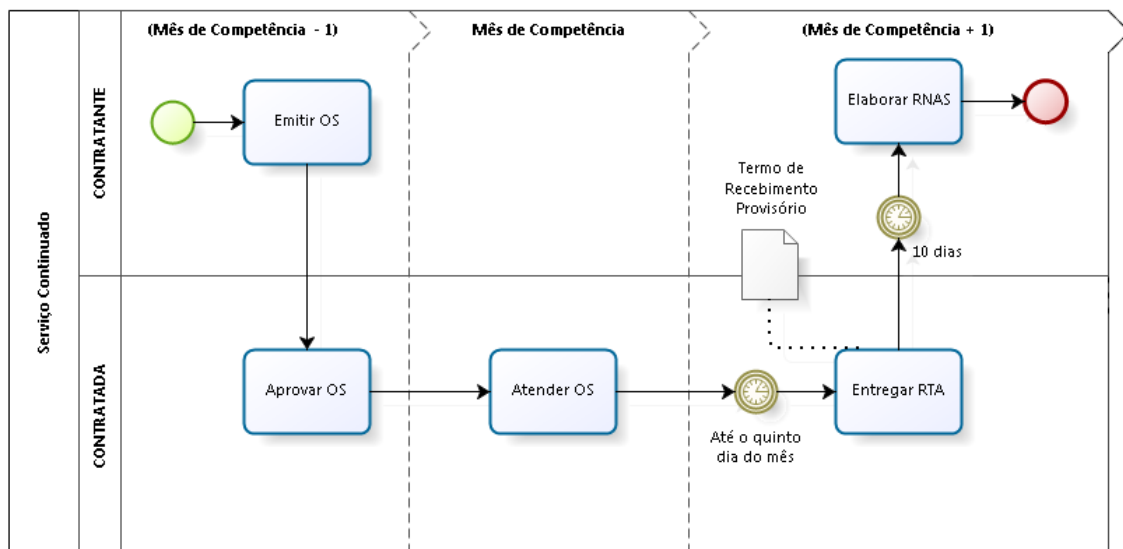 Serviço Continuado
(Mês de Competência - 1)
Mês de Competência
(Mês de Competência + 1)
CONTRATANTE
Emitir OS
Elaborar RNAS
Termo de
Recebimento
Provisório
10 dias
CONTRATADA
Aprovar OS
Atender OS
Até o quinto
dia do mês
Entregar RTA